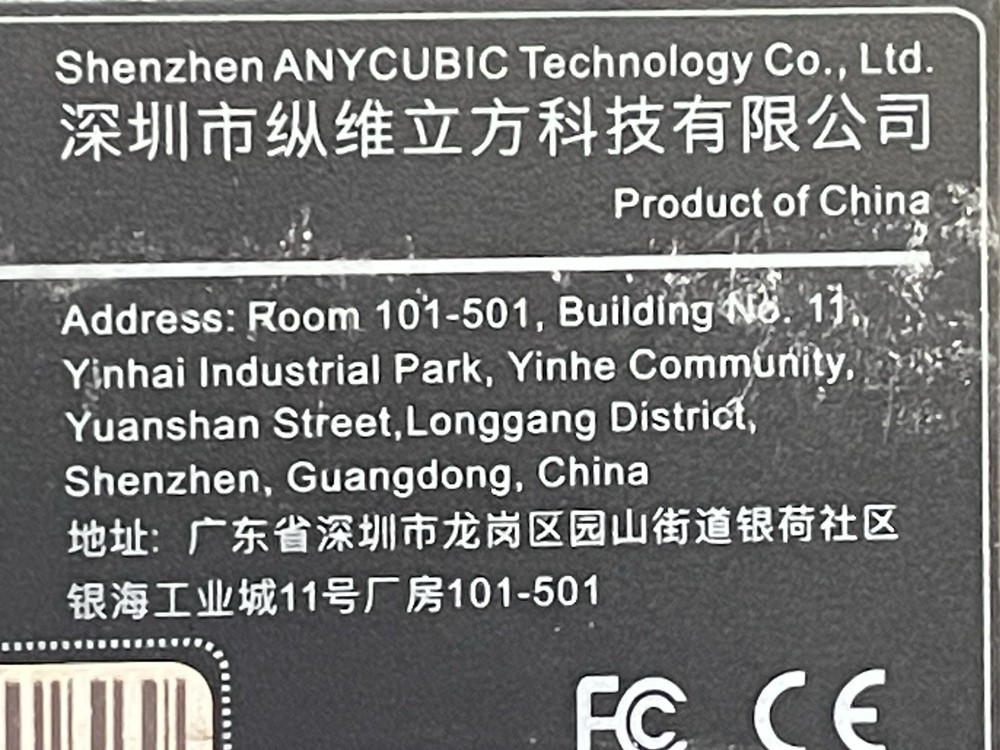 Shenzhen ANYCUBIC Technology Co., Ltd.
深圳市纵维立方科技有限公司
Product of China
Address: Room 101-501, Building No. 11,
Yinhai Industrial Park, Yinhe Community,
Yuanshan Street,Longgang District,
Shenzhen, Guangdong, China
地址: 广东省深圳市龙岗区园山街道银荷社区
银海工业城11号厂房101-501
FC CE